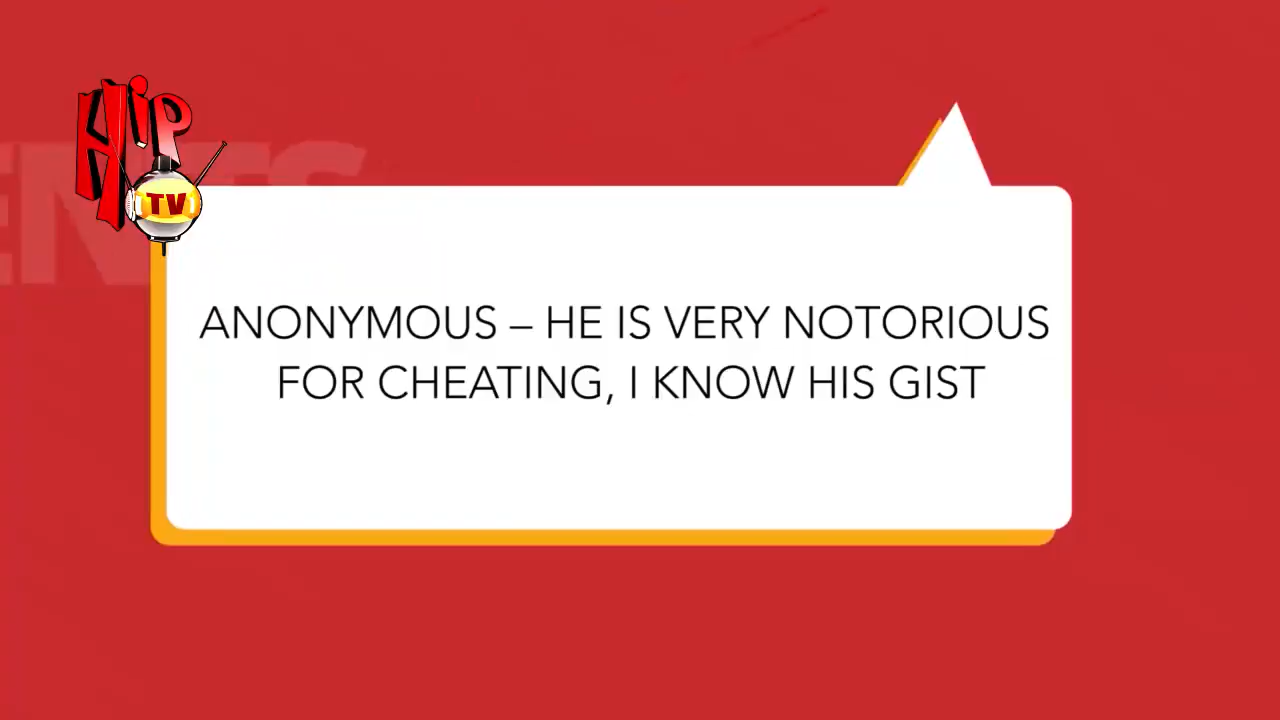 HiP
TV
ANONYMOUS – HE IS VERY NOTORIOUS
FOR CHEATING, I KNOW HIS GIST